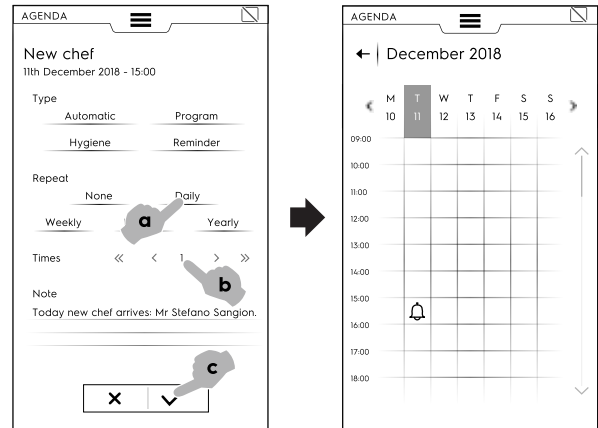 AGENDA
New chef
11th December 2018 - 15:00
Type
Automatic Program
Hygiene Reminder
Repeat
None Daily
Weekly Yearly
a
Times « < 1 > »
b
Note
Today new chef arrives: Mr Stefano Sangion.
c
AGENDA
December 2018
M T W T F S S
10 11 12 13 14 15 16
09:00
10:00
11:00
12:00
13:00
14:00
15:00
16:00
17:00
18:00